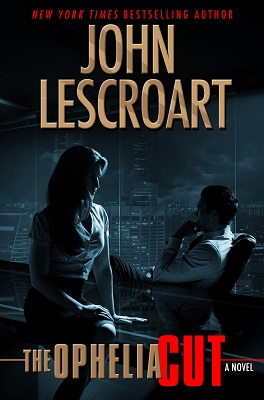 NEW YORK TIMES BESTSELLING AUTHOR
JOHN
LESCROART
THE OPHELIA CUT
A NOVEL